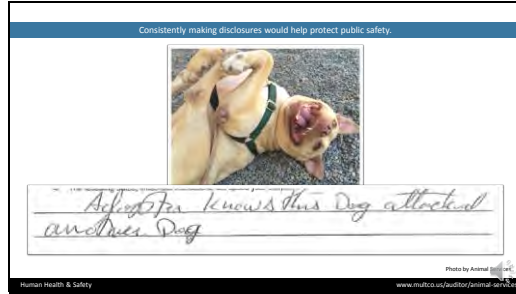 Consistently making disclosures would help protect public safety.
Adopter knows this Dog attacked
another Dog
Photo by Animal Services
Human Health & Safety
www.multco.us/auditor/animal-services